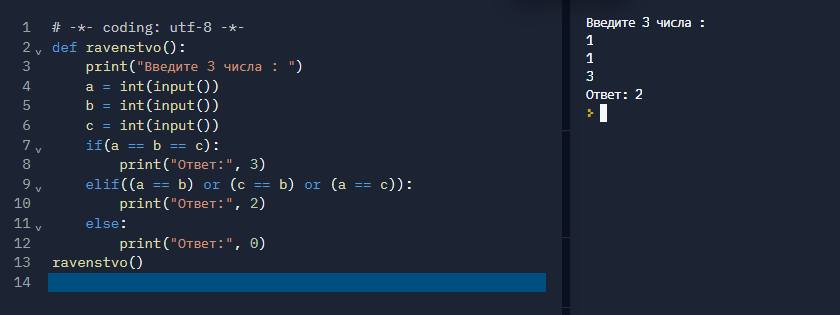 1 # -*- coding: utf-8 -*-
2 def ravenstvo():
3     print("Введите 3 числа : ")
4     a = int(input())
5     b = int(input())
6     c = int(input())
7     if(a == b == c):
8         print("Ответ:", 3)
9     elif((a == b) or (c == b) or (a == c)):
10         print("Ответ:", 2)
11     else:
12         print("Ответ:", 0)
13 ravenstvo()
14
Введите 3 числа :
1
1
3
Ответ: 2
>